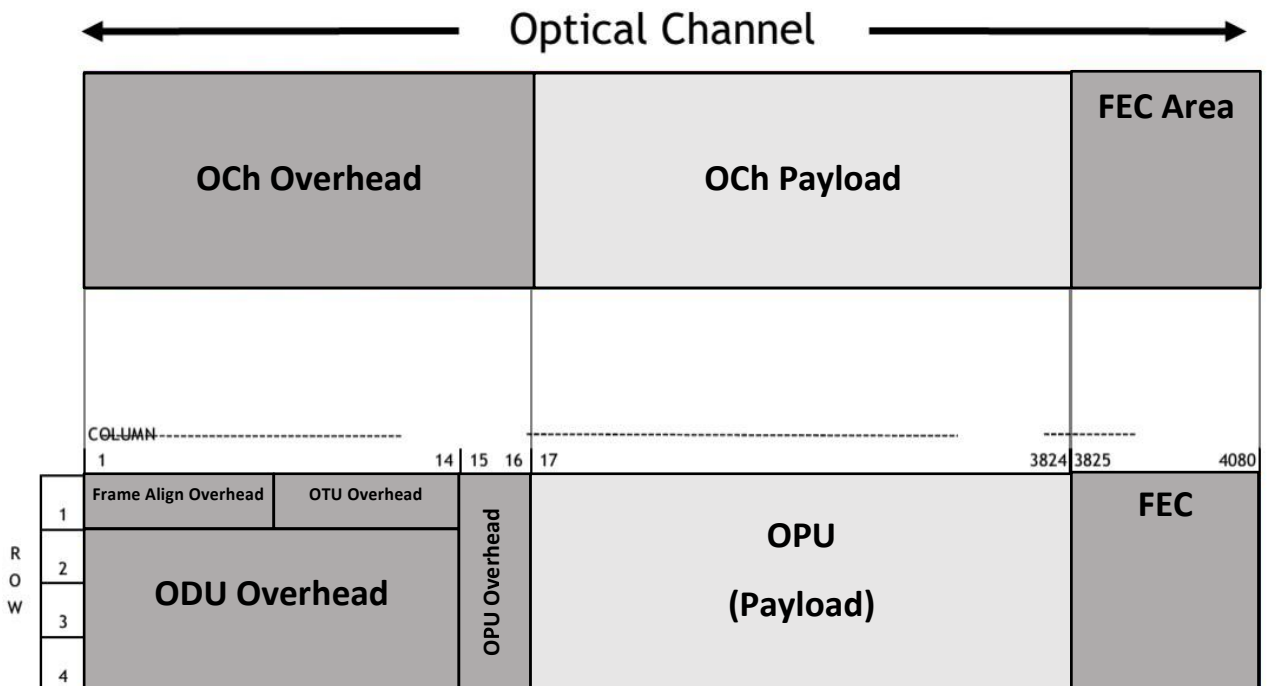 Optical Channel
OCh Overhead
OCh Payload
FEC Area
COLUMN
1 14 15 16 17 3824 3825 4080
Frame Align Overhead
OTU Overhead
ODU Overhead
OPU Overhead
OPU
(Payload)
FEC
R
O
W
1
2
3
4